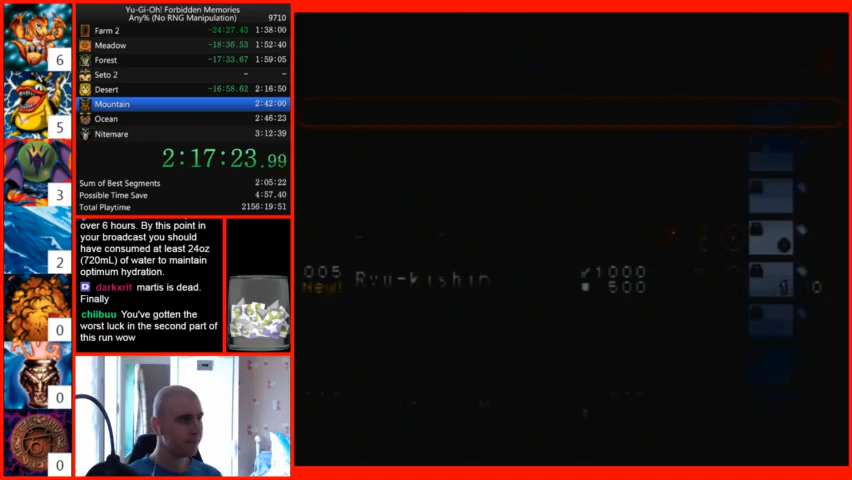 Yu-Gi-Oh! Forbidden Memories
Any% (No RNG Manipulation) 9710
Farm 2 -24:27.43 1:38:00
Meadow -18:36.53 1:52:40
Forest -17:33.67 1:59:05
Seto 2 - -
Desert -16:58.62 2:16:50
Mountain 2:42:00
Ocean 2:46:23
Nitemare 3:12:39
2:17:23.99
Sum of Best Segments 2:05:22
Possible Time Save 4:57.40
Total Playtime 2156:19:51
6
5
3
2
0
0
0
over 6 hours. By this point in
your broadcast you should
have consumed at least 24oz
(720mL) of water to maintain
optimum hydration.
darkxrit martis is dead.
Finally
chiibuu You've gotten the
worst luck in the second part of
this run wow
005 Ryu-kishin 1000
New! 500
0